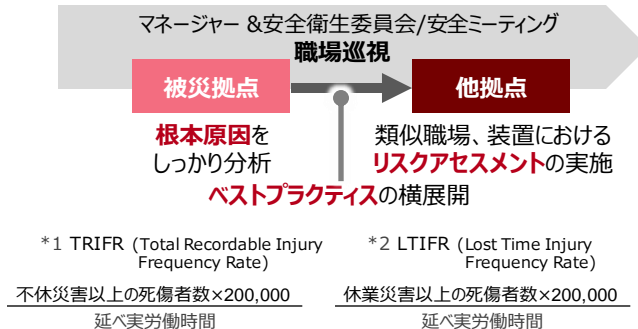 マネージャー &安全衛生委員会/安全ミーティング
職場巡視
被災拠点
他拠点
根本原因を
しっかり分析
類似職場、装置における
リスクアセスメントの実施
ベストプラクティスの横展開
*1 TRIFR (Total Recordable Injury
Frequency Rate)
不休災害以上の死傷者数×200,000
延べ実労働時間
*2 LTIFR (Lost Time Injury
Frequency Rate)
休業災害以上の死傷者数×200,000
延べ実労働時間